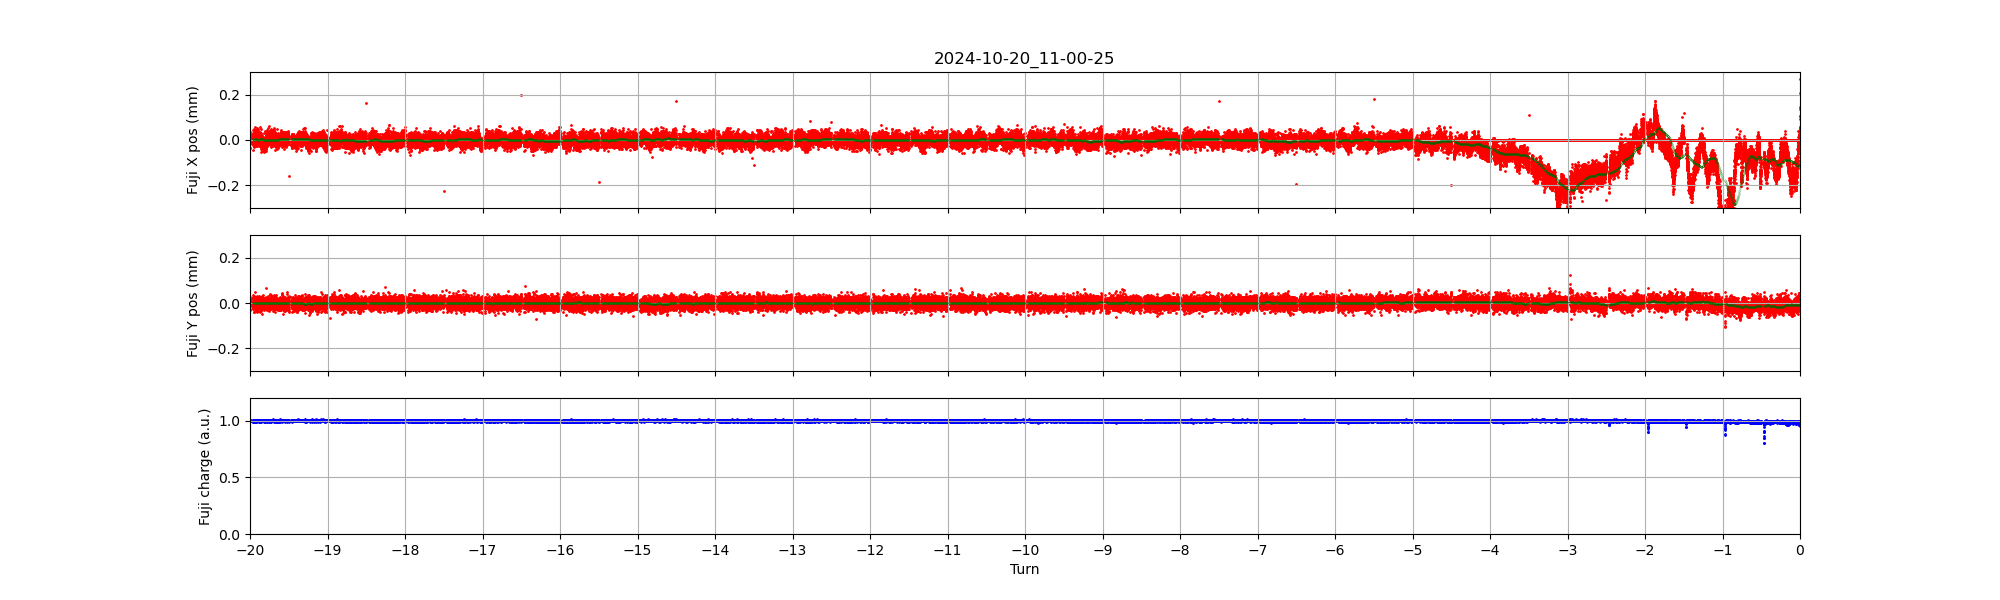 2024-10-20_11-00-25
Fuji X pos (mm)
0.2
0.0
−0.2
Fuji Y pos (mm)
0.2
0.0
−0.2
Fuji charge (a.u.)
1.0
0.5
0.0
−20 −19 −18 −17 −16 −15 −14 −13 −12 −11 −10 −9 −8 −7 −6 −5 −4 −3 −2 −1 0
Turn